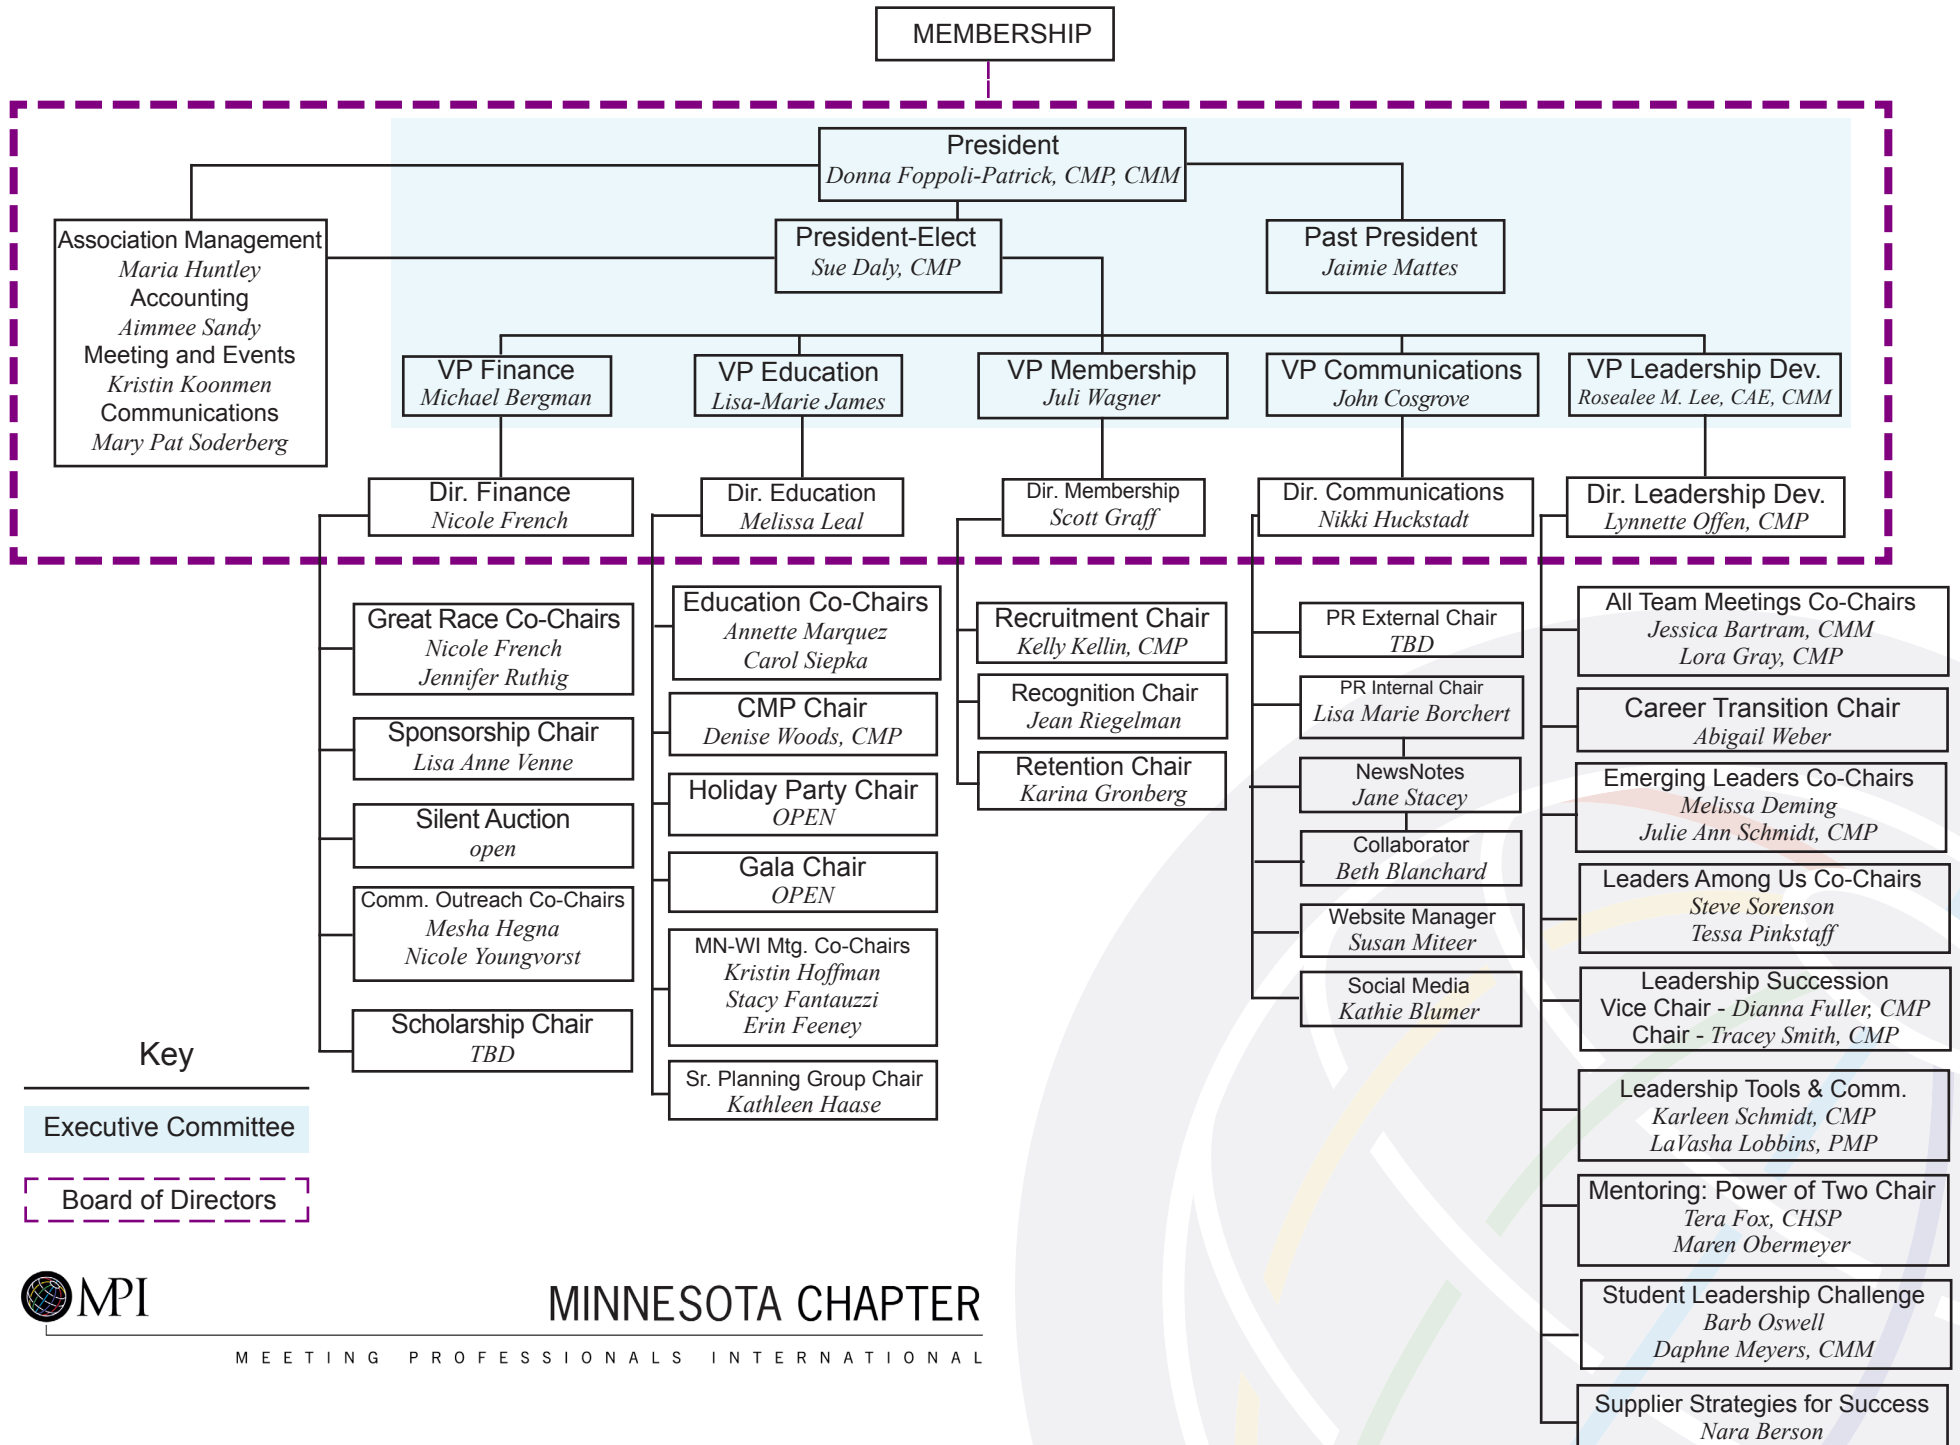 MEMBERSHIP
President
Donna Foppoli-Patrick, CMP, CMM
Association Management
Maria Huntley
Accounting
Aimmee Sandy
Meeting and Events
Kristin Koonmen
Communications
Mary Pat Soderberg
President-Elect
Sue Daly, CMP
Past President
Jaimie Mattes
VP Finance
Michael Bergman
VP Education
Lisa-Marie James
VP Membership
Juli Wagner
VP Communications
John Cosgrove
VP Leadership Dev.
Rosealee M. Lee, CAE, CMM
Dir. Finance
Nicole French
Dir. Education
Melissa Leal
Dir. Membership
Scott Graff
Dir. Communications
Nikki Huckstadt
Dir. Leadership Dev.
Lynnette Offen, CMP
Great Race Co-Chairs
Nicole French
Jennifer Ruthig
Sponsorship Chair
Lisa Anne Venne
Silent Auction
open
Comm. Outreach Co-Chairs
Mesha Hegna
Nicole Youngvorst
Scholarship Chair
TBD
Education Co-Chairs
Annette Marquez
Carol Siepka
CMP Chair
Denise Woods, CMP
Holiday Party Chair
OPEN
Gala Chair
OPEN
MN-WI Mtg. Co-Chairs
Kristin Hoffman
Stacy Fantauzzi
Erin Feeney
Sr. Planning Group Chair
Kathleen Haase
Recruitment Chair
Kelly Kellin, CMP
Recognition Chair
Jean Riegelman
Retention Chair
Karina Gronberg
PR External Chair
TBD
PR Internal Chair
Lisa Marie Borchert
NewsNotes
Jane Stacey
Collaborator
Beth Blanchard
Website Manager
Susan Miteer
Social Media
Kathie Blumer
All Team Meetings Co-Chairs
Jessica Bartram, CMM
Lora Gray, CMP
Career Transition Chair
Abigail Weber
Emerging Leaders Co-Chairs
Melissa Deming
Julie Ann Schmidt, CMP
Leaders Among Us Co-Chairs
Steve Sorenson
Tessa Pinkstaff
Leadership Succession
Vice Chair - Dianna Fuller, CMP
Chair - Tracey Smith, CMP
Leadership Tools & Comm.
Karleen Schmidt, CMP
LaVasha Lobbins, PMP
Mentoring: Power of Two Chair
Tera Fox, CHSP
Maren Obermeyer
Student Leadership Challenge
Barb Oswell
Daphne Meyers, CMM
Supplier Strategies for Success
Nara Berson
Key
Executive Committee
Board of Directors
MPI
MINNESOTA CHAPTER
MEETING PROFESSIONALS INTERNATIONAL